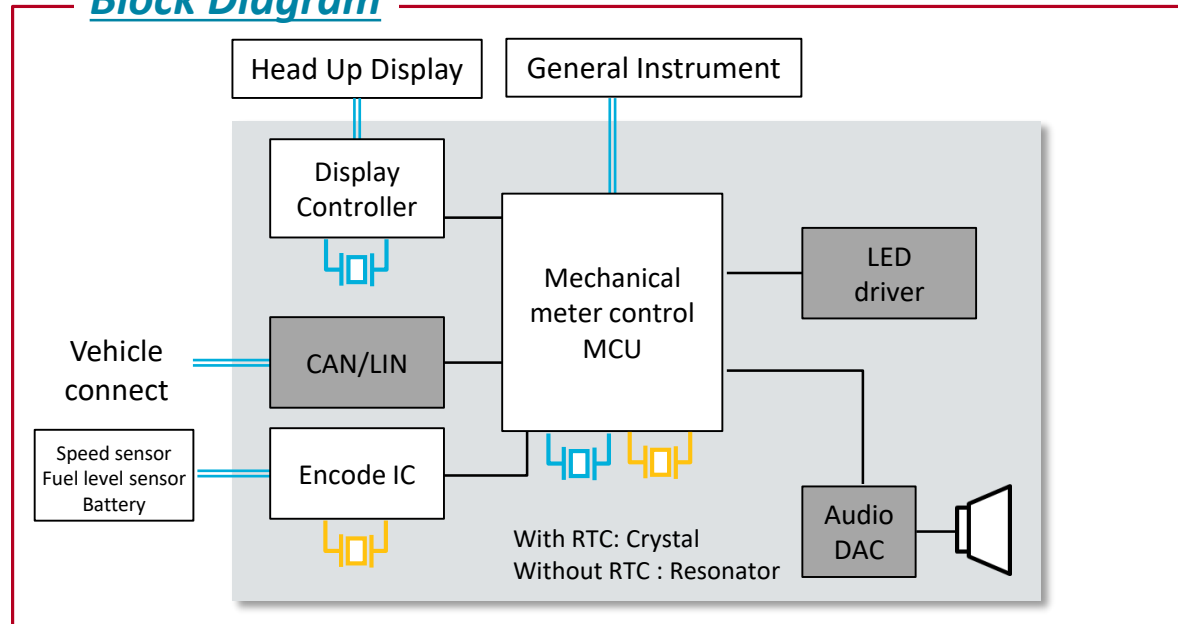 Block Diagram
Head Up Display
General Instrument
Display
Controller
Mechanical
meter control
MCU
LED
driver
Vehicle
connect
CAN/LIN
Speed sensor
Fuel level sensor
Battery
Encode IC
With RTC: Crystal
Without RTC : Resonator
Audio
DAC